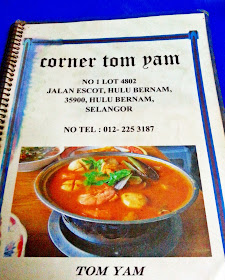 corner tom yam
NO 1 LOT 4802
JALAN ESCOT, HULU BERNAM,
35900, HULU BERNAM,
SELANGOR
NO TEL : 012- 225 3187
TOM YAM